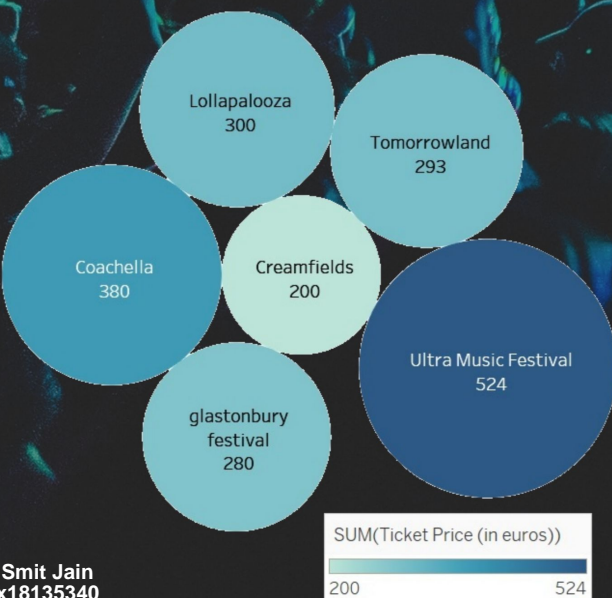 Lollapalooza
300
Tomorrowland
293
Coachella
380
Creamfields
200
Ultra Music Festival
524
glastonbury
festival
280
SUM(Ticket Price (in euros))
200 524
Smit Jain
x18135340